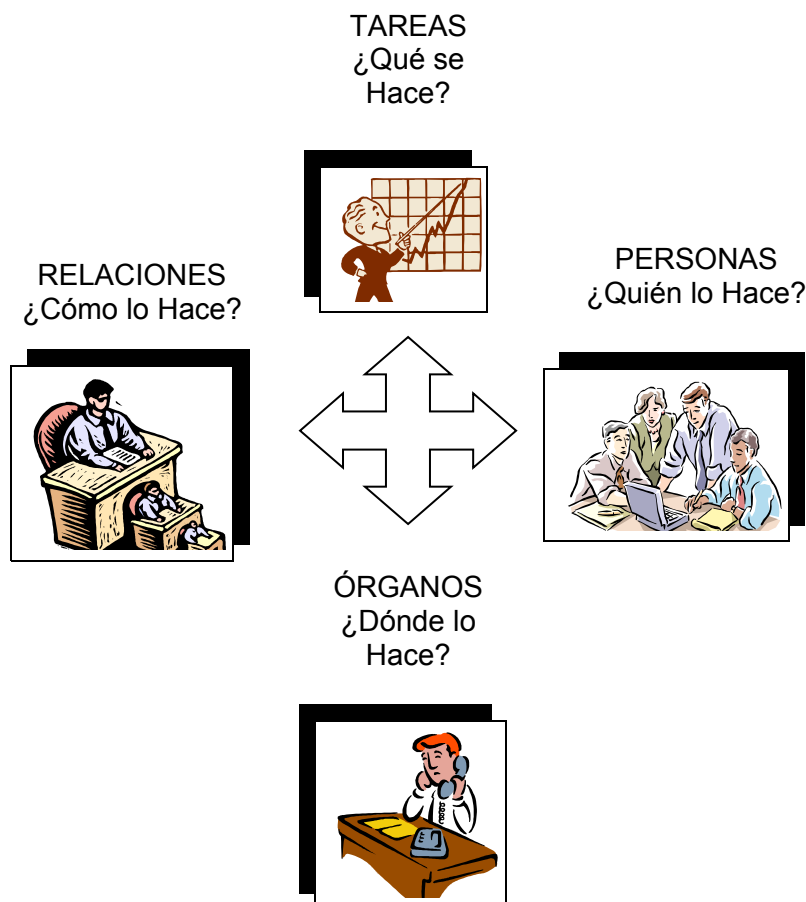 TAREAS
¿Qué se
Hace?
RELACIONES
¿Cómo lo Hace?
PERSONAS
¿Quién lo Hace?
ÓRGANOS
¿Dónde lo
Hace?